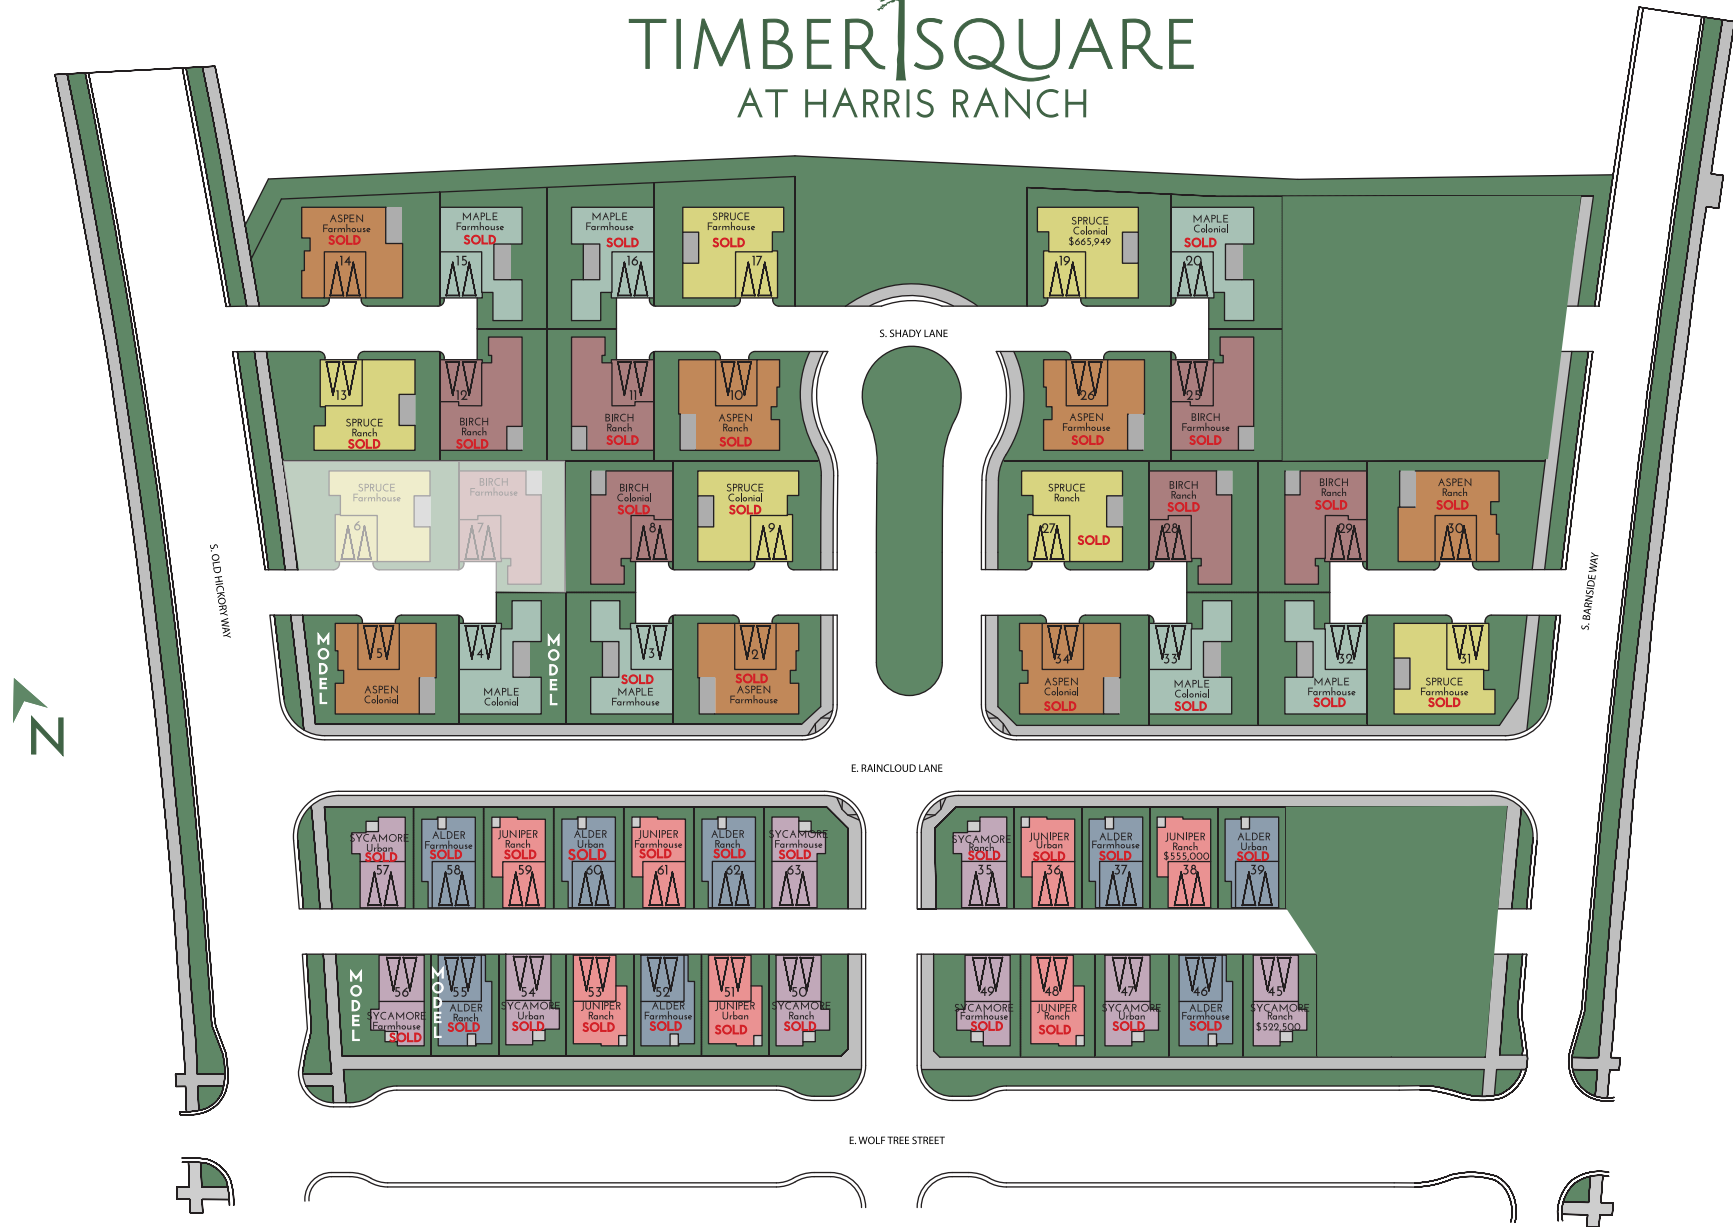 TIMBER SQUARE
AT HARRIS RANCH
ASPEN
Farmhouse
SOLD
14
MAPLE
Farmhouse
SOLD
15
MAPLE
Farmhouse
SOLD
16
SPRUCE
Farmhouse
SOLD
17
SPRUCE
Colonial
$665,949
19
MAPLE
Colonial
SOLD
20
S. SHADY LANE
13
SPRUCE
Ranch
SOLD
12
BIRCH
Ranch
SOLD
11
BIRCH
Ranch
SOLD
10
ASPEN
Ranch
SOLD
26
ASPEN
Farmhouse
SOLD
25
BIRCH
Farmhouse
SOLD
SPRUCE
Farmhouse
6
BIRCH
Farmhouse
7
BIRCH
Colonial
SOLD
8
SPRUCE
Colonial
SOLD
9
SPRUCE
Ranch
27
SOLD
BIRCH
Ranch
SOLD
28
BIRCH
Ranch
SOLD
29
ASPEN
Ranch
SOLD
30
S. OLD HICKORY WAY
S. BARNSIDE WAY
MODEL
5
ASPEN
Colonial
4
MAPLE
Colonial
MODEL
3
SOLD
MAPLE
Farmhouse
2
SOLD
ASPEN
Farmhouse
34
ASPEN
Colonial
SOLD
33
MAPLE
Colonial
SOLD
32
MAPLE
Farmhouse
SOLD
31
SPRUCE
Farmhouse
SOLD
N
E. RAINCLOUD LANE
SYCAMORE
Urban
SOLD
57
ALDER
Farmhouse
SOLD
58
JUNIPER
Ranch
SOLD
59
ALDER
Urban
SOLD
60
JUNIPER
Farmhouse
SOLD
61
ALDER
Ranch
SOLD
62
SYCAMORE
Farmhouse
SOLD
63
SYCAMORE
Ranch
SOLD
35
JUNIPER
Urban
SOLD
36
ALDER
Farmhouse
SOLD
37
JUNIPER
Ranch
$555,000
38
ALDER
Urban
SOLD
39
MODEL
56
SYCAMORE
Farmhouse
SOLD
MODEL
55
ALDER
Ranch
SOLD
54
SYCAMORE
Urban
SOLD
53
JUNIPER
Ranch
SOLD
52
ALDER
Farmhouse
SOLD
51
JUNIPER
Urban
SOLD
50
SYCAMORE
Ranch
SOLD
49
SYCAMORE
Farmhouse
SOLD
48
JUNIPER
Ranch
SOLD
47
SYCAMORE
Urban
SOLD
46
ALDER
Farmhouse
SOLD
45
SYCAMORE
Ranch
$522,500
E. WOLF TREE STREET